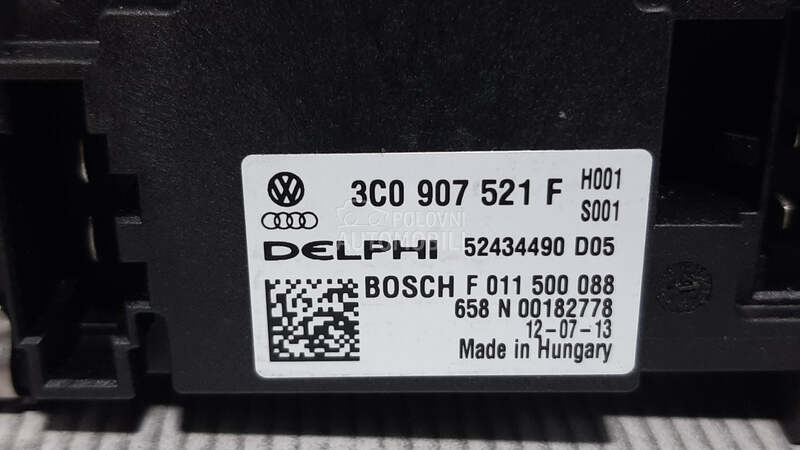 3C0 907 521 F H001
S001
POLOVNI
AUTOMOBILI
DELPHI 52434490 D05
BOSCH F 011 500 088
658 N 00182778
12-07-13
Made in Hungary